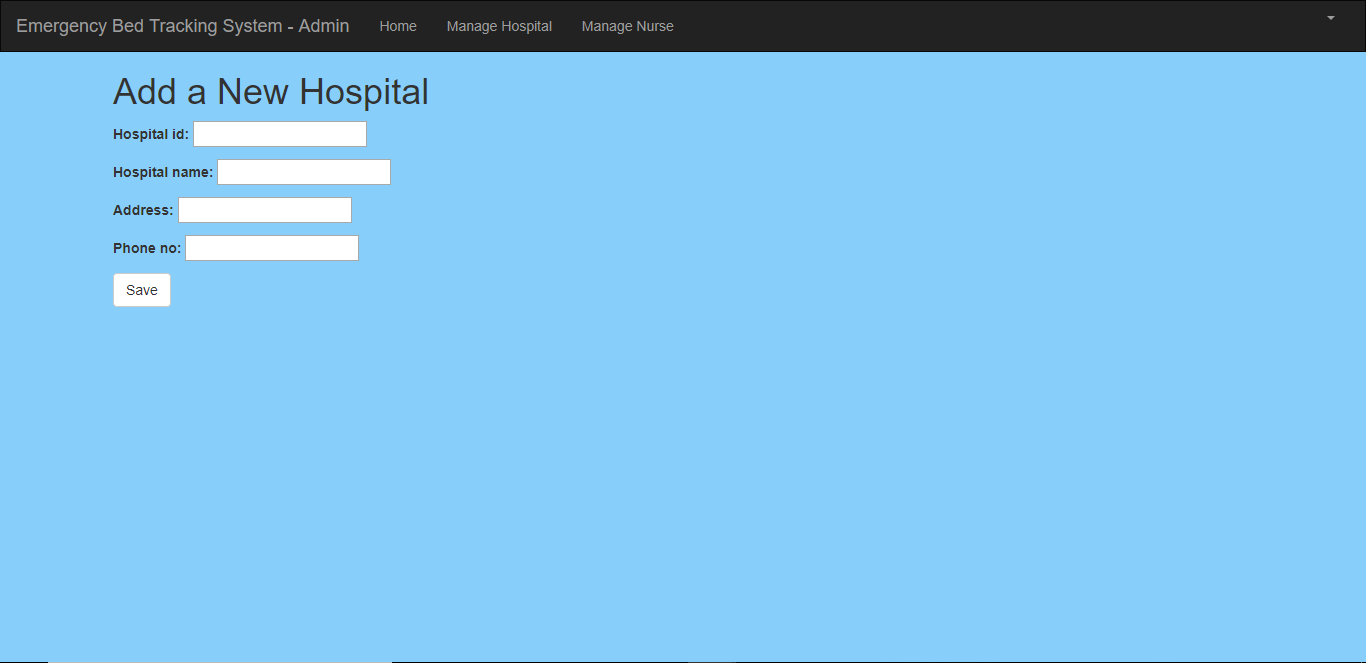 Emergency Bed Tracking System - Admin Home Manage Hospital Manage Nurse
Add a New Hospital
Hospital id:
Hospital name:
Address:
Phone no:
Save